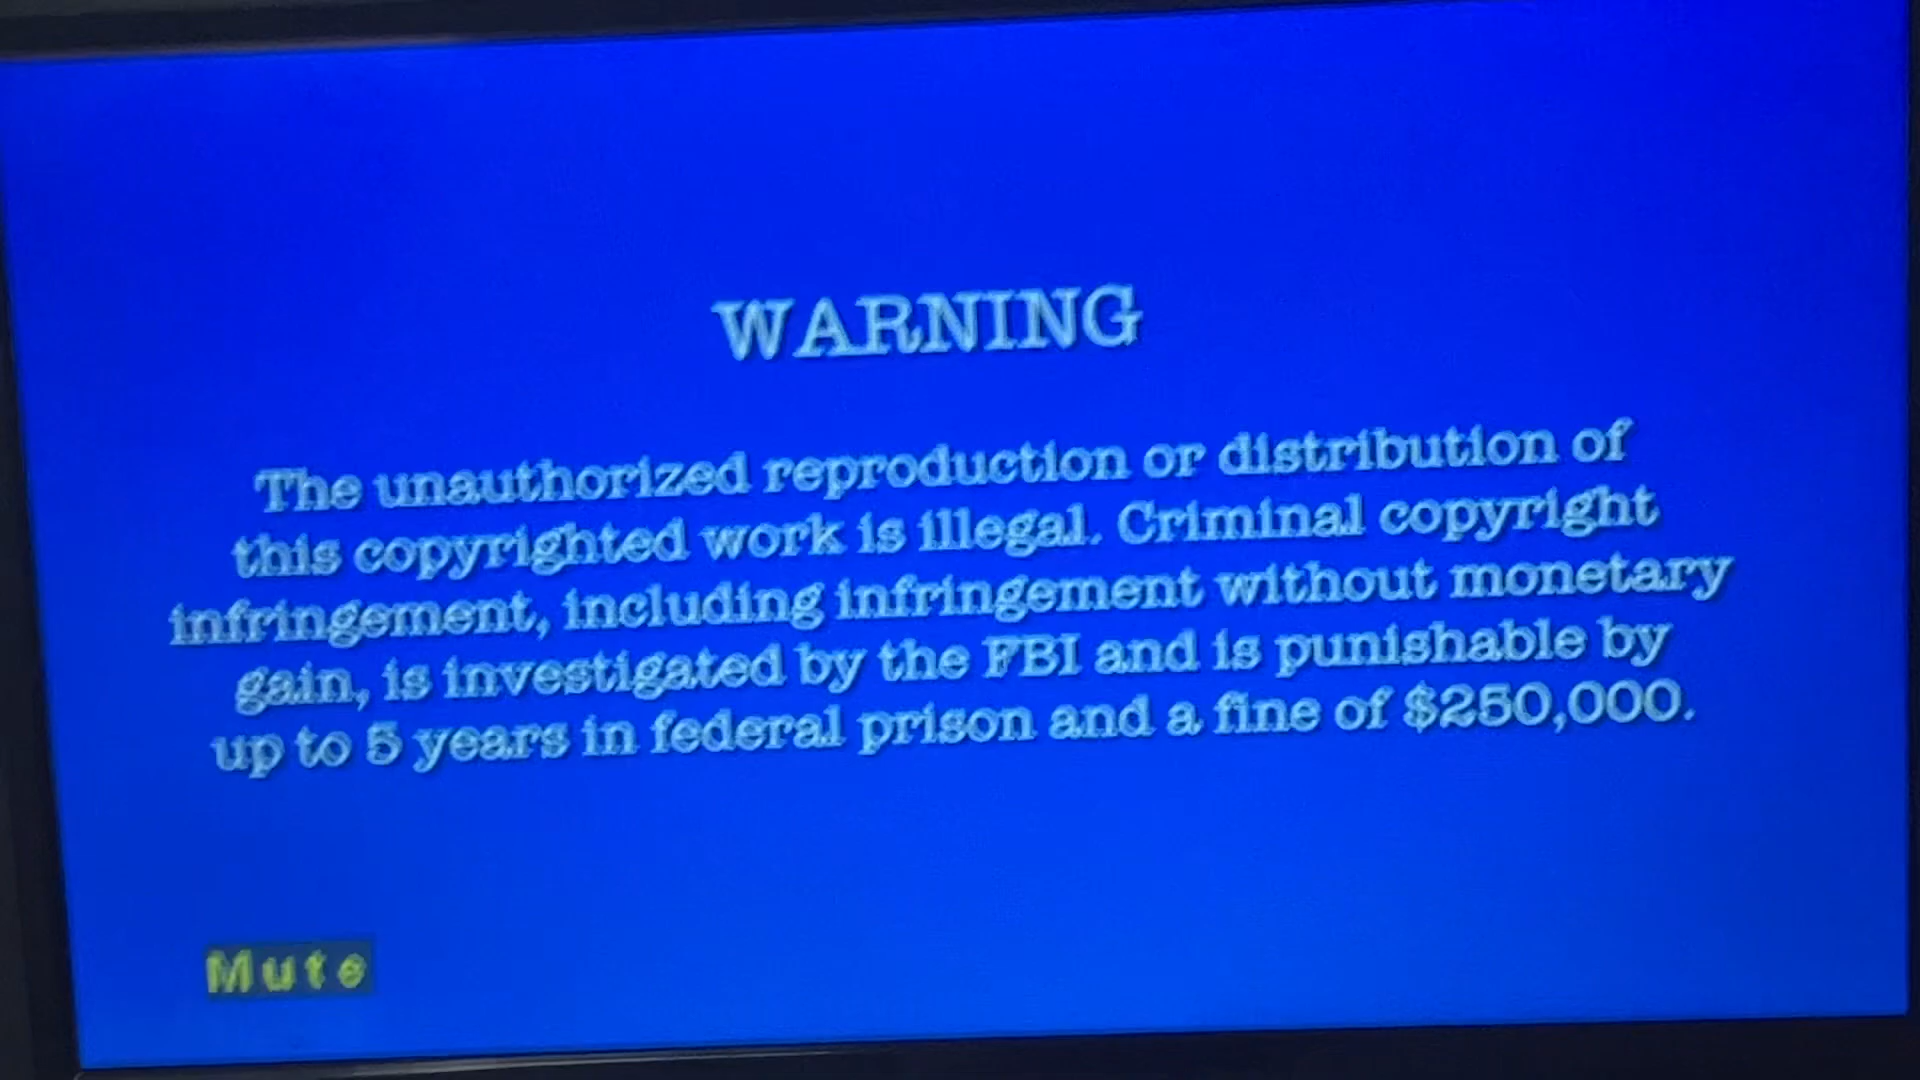 WARNING
The unauthorized reproduction or distribution of
this copyrighted work is illegal. Criminal copyright
infringement, including infringement without monetary
gain, is investigated by the FBI and is punishable by
up to 5 years in federal prison and a fine of $250,000.
Mute